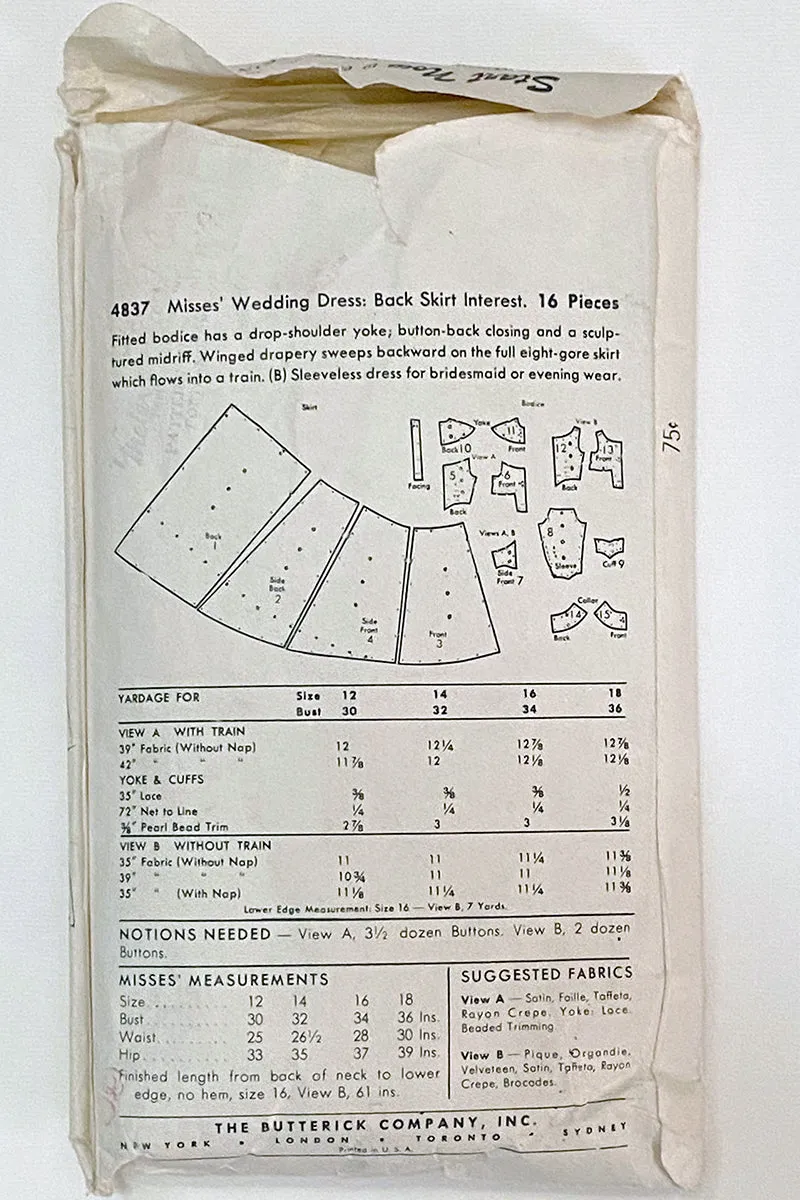 Start Now
75¢
4837 Misses' Wedding Dress: Back Skirt Interest. 16 Pieces
Fitted bodice has a drop-shoulder yoke; button-back closing and a sculp-
tured midriff. Winged drapery sweeps backward on the full eight-gore skirt
which flows into a train. (B) Sleeveless dress for bridesmaid or evening wear.
Skirt
Bodice
Back
1
Side
Back
2
Side
Front
4
Front
3
Facing
Yoke
Back 10
11
Front
View A
5
Back
6
Front
View B
12
Back
13
Front
Views A, B
Side
Front 7
8
Sleeve
Cuff 9
Collar
14
Back
15
Front
YARDAGE FOR Size 12 14 16 18
Bust 30 32 34 36
VIEW A WITH TRAIN
39" Fabric (Without Nap) 12 12¼ 12⅞ 12⅞
42" " " " 11⅞ 12 12⅛ 12⅛
YOKE & CUFFS
35" Lace ⅜ ⅜ ⅜ ½
72" Net to Line ¼ ¼ ¼ ¼
⅜" Pearl Bead Trim 2⅞ 3 3 3⅛
VIEW B WITHOUT TRAIN
35" Fabric (Without Nap) 11 11 11¼ 11⅜
39" " " " 10¾ 11 11 11⅛
35" " (With Nap) 11⅛ 11¼ 11¼ 11⅜
Lower Edge Measurement: Size 16 — View B, 7 Yards.
NOTIONS NEEDED — View A, 3½ dozen Buttons. View B, 2 dozen
Buttons.
MISSES' MEASUREMENTS
Size 12 14 16 18
Bust 30 32 34 36 Ins.
Waist 25 26½ 28 30 Ins.
Hip 33 35 37 39 Ins.
Finished length from back of neck to lower
edge, no hem, size 16, View B, 61 ins.
SUGGESTED FABRICS
View A — Satin, Faille, Taffeta,
Rayon Crepe. Yoke: Lace.
Beaded Trimming
View B — Pique, Organdie,
Velveteen, Satin, Taffeta, Rayon
Crepe, Brocades.
THE BUTTERICK COMPANY, INC.
NEW YORK • LONDON • TORONTO • SYDNEY
Printed in U. S. A.